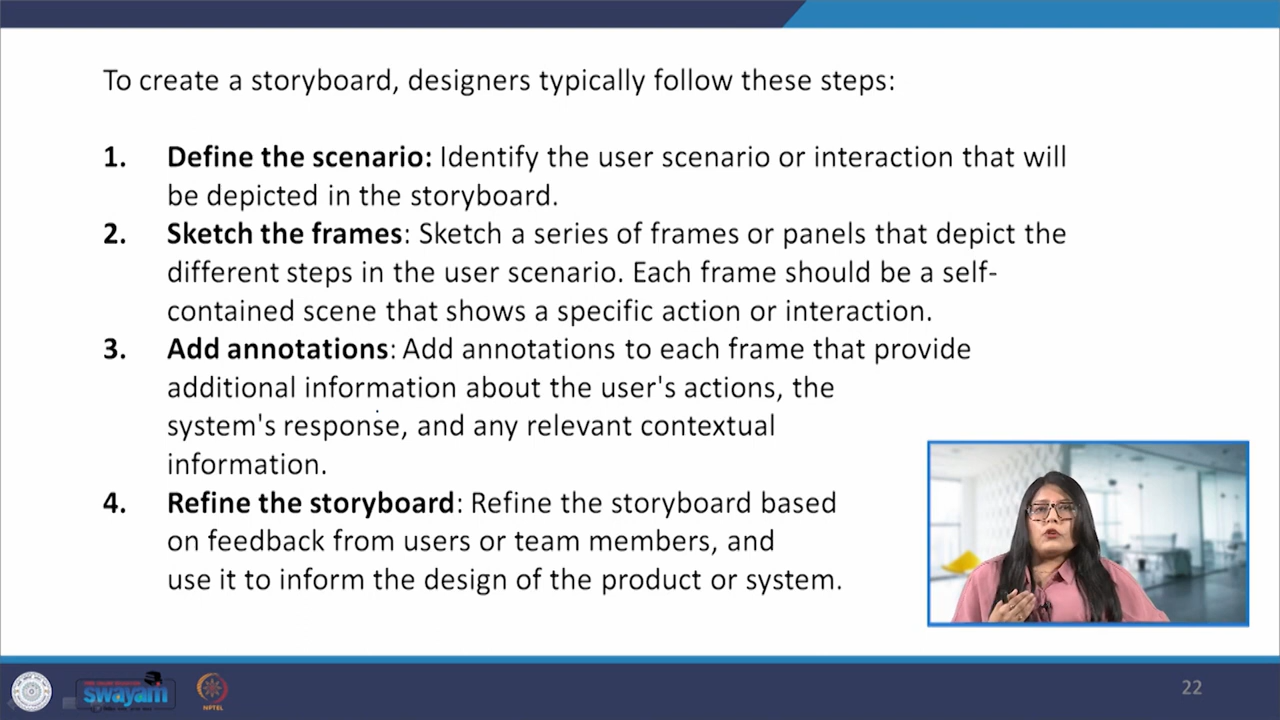 To create a storyboard, designers typically follow these steps:
1. Define the scenario: Identify the user scenario or interaction that will
be depicted in the storyboard.
2. Sketch the frames: Sketch a series of frames or panels that depict the
different steps in the user scenario. Each frame should be a self-
contained scene that shows a specific action or interaction.
3. Add annotations: Add annotations to each frame that provide
additional information about the user's actions, the
system's response, and any relevant contextual
information.
4. Refine the storyboard: Refine the storyboard based
on feedback from users or team members, and
use it to inform the design of the product or system.
swayam
NPTEL
22